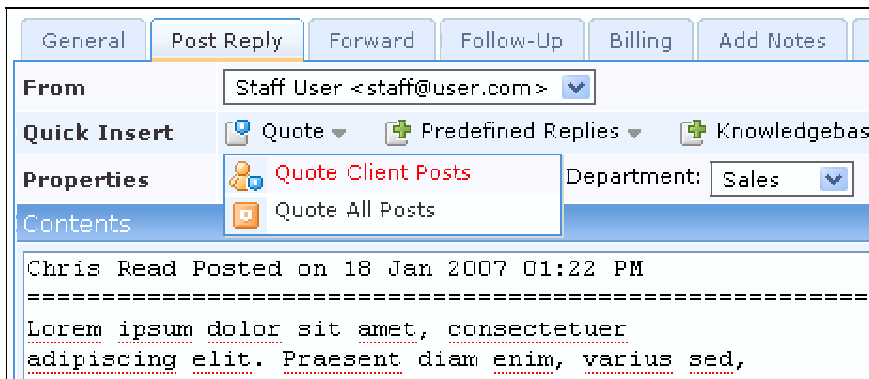 General Post Reply Forward Follow-Up Billing Add Notes
From Staff User <staff@user.com>
Quick Insert Quote Predefined Replies Knowledgebas
Properties Quote Client Posts Department: Sales
Quote All Posts
Contents
Chris Read Posted on 18 Jan 2007 01:22 PM
=========================================================
Lorem ipsum dolor sit amet, consectetuer
adipiscing elit. Praesent diam enim, varius sed,